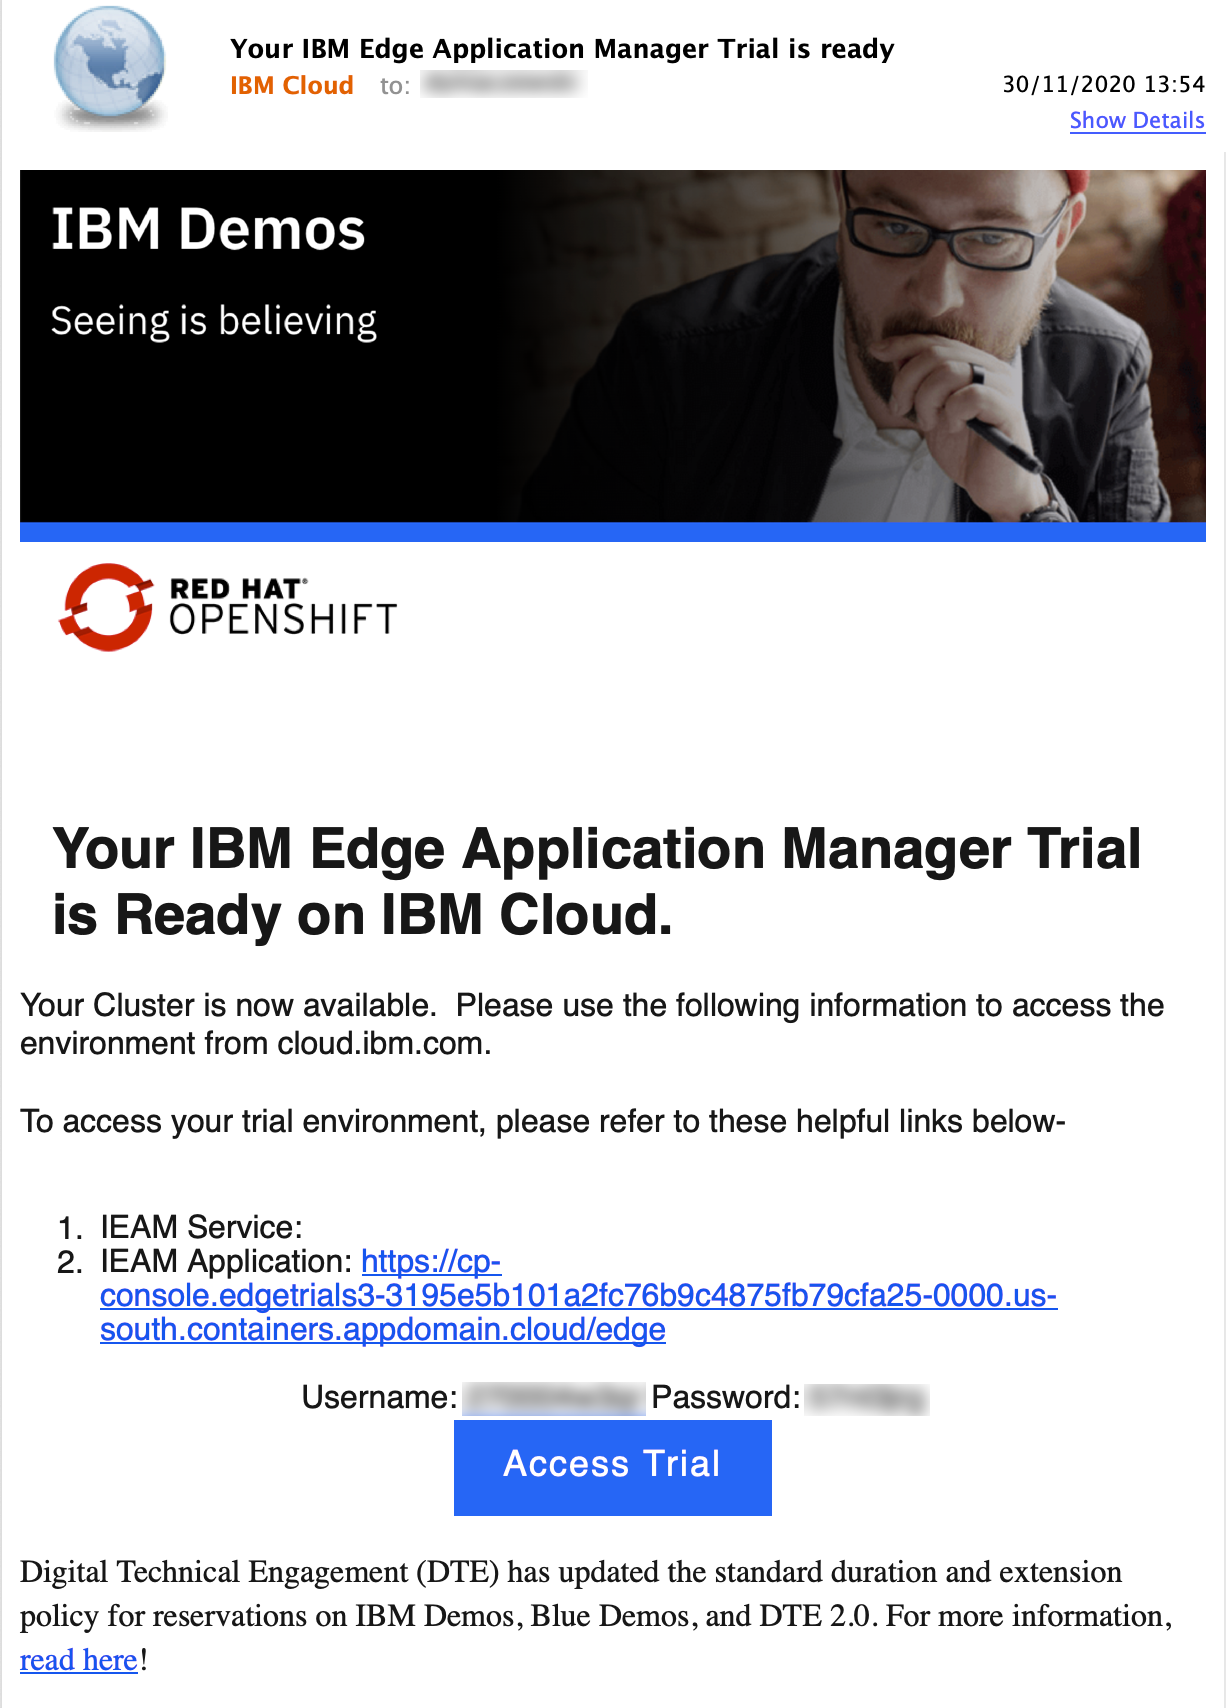 Your IBM Edge Application Manager Trial is ready
IBM Cloud to:
30/11/2020 13:54
Show Details
IBM Demos
Seeing is believing
RED HAT®
OPENSHIFT
Your IBM Edge Application Manager Trial
is Ready on IBM Cloud.
Your Cluster is now available.  Please use the following information to access the
environment from cloud.ibm.com.
To access your trial environment, please refer to these helpful links below-
1. IEAM Service:
2. IEAM Application: https://cp-
console.edgetrials3-3195e5b101a2fc76b9c4875fb79cfa25-0000.us-
south.containers.appdomain.cloud/edge
Username: Password:
Access Trial
Digital Technical Engagement (DTE) has updated the standard duration and extension
policy for reservations on IBM Demos, Blue Demos, and DTE 2.0. For more information,
read here!